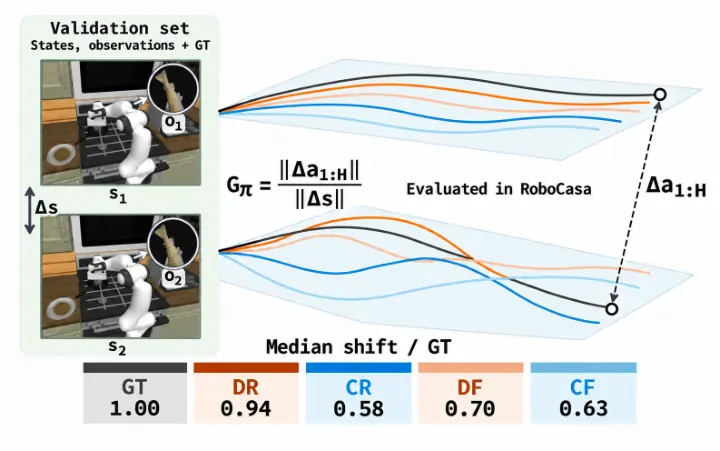 Validation set
States, observations + GT
o1
s1
Δs
o2
s2
Gπ = ‖Δa1:H‖ / ‖Δs‖
Evaluated in RoboCasa
Δa1:H
Median shift / GT
GT DR CR DF CF
1.00 0.94 0.58 0.70 0.63